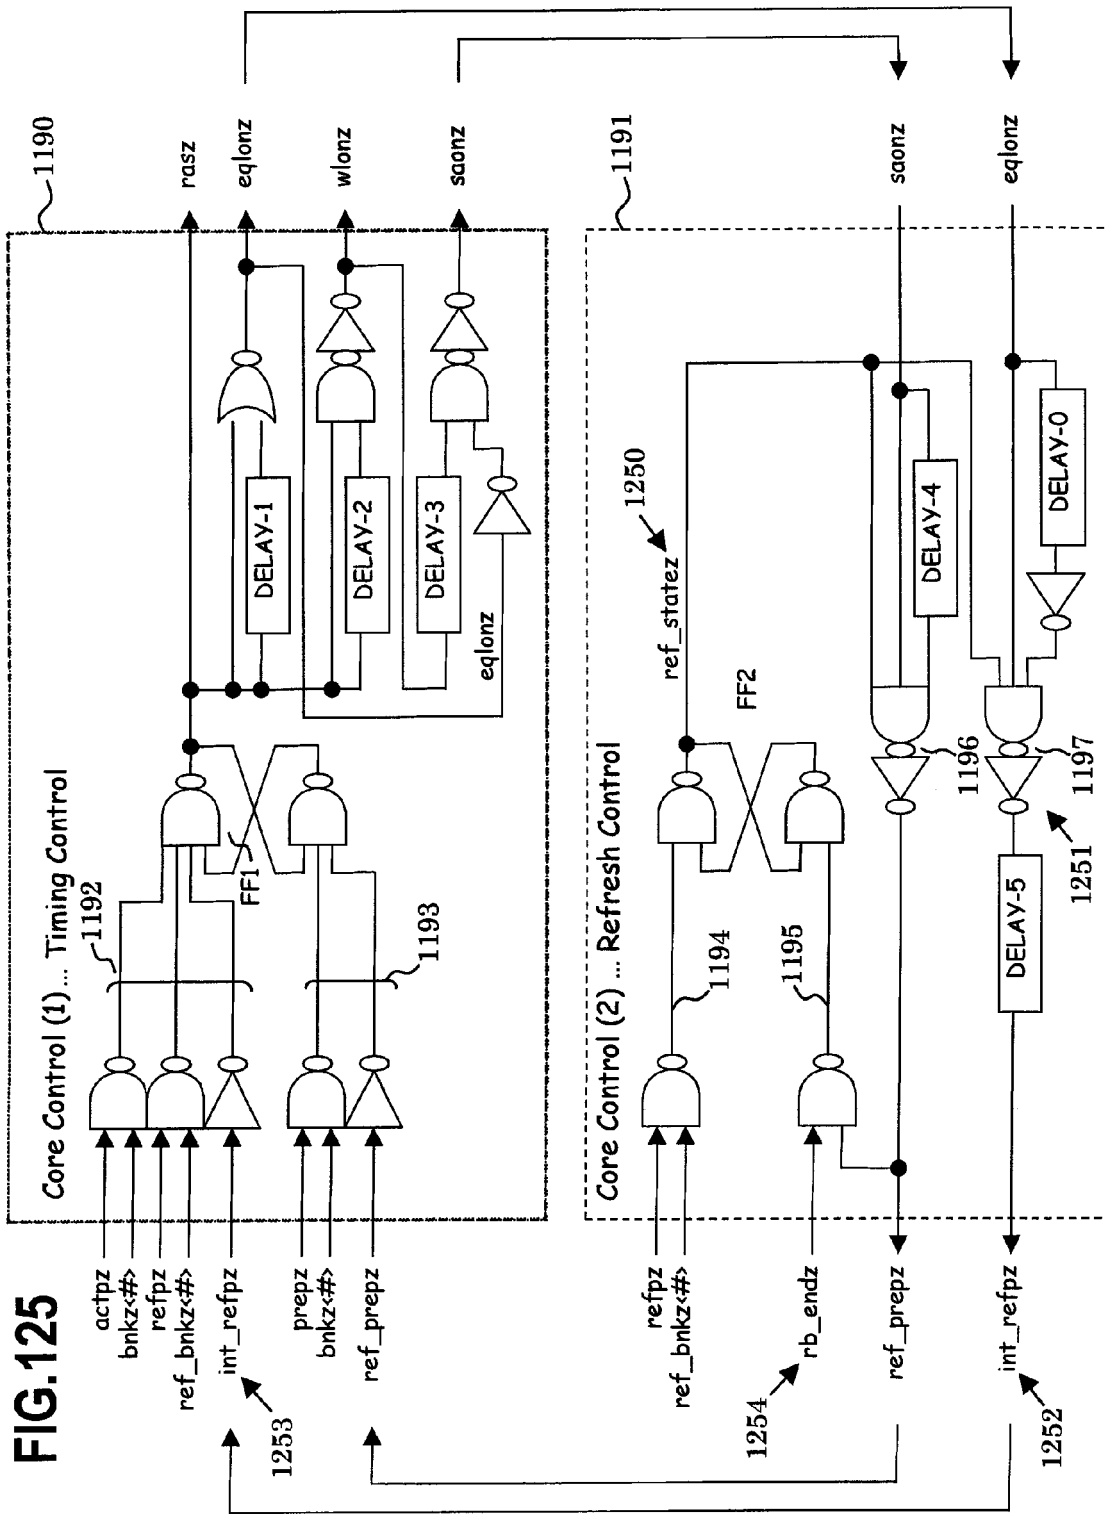 FIG.125
1190
Core Control (1)... Timing Control
1192
actpz
bnkz<#>
refpz
ref_bnkz<#>
int_refpz
1253
FF1
prepz
bnkz<#>
ref_prepz
1193
DELAY-1
DELAY-2
DELAY-3
eqlonz
rasz
eqlonz
wlonz
saonz
1191
Core Control (2) ... Refresh Control
refpz
ref_bnkz<#>
1194
ref_statez
1250
FF2
rb_endz
1254
1195
ref_prepz
1196
DELAY-4
saonz
int_refpz
1252
DELAY-5
1251
1197
DELAY-0
eqlonz